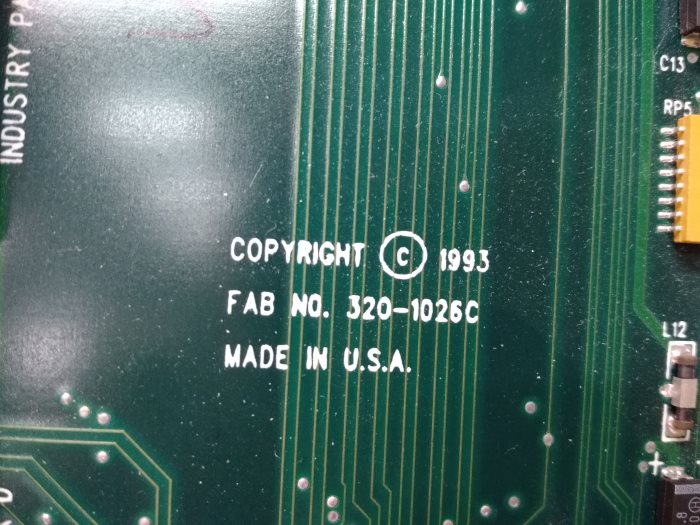 INDUSTRY PA
C13
RP5
COPYRIGHT © 1993
FAB NO. 320-1026C
MADE IN U.S.A.
L12
+